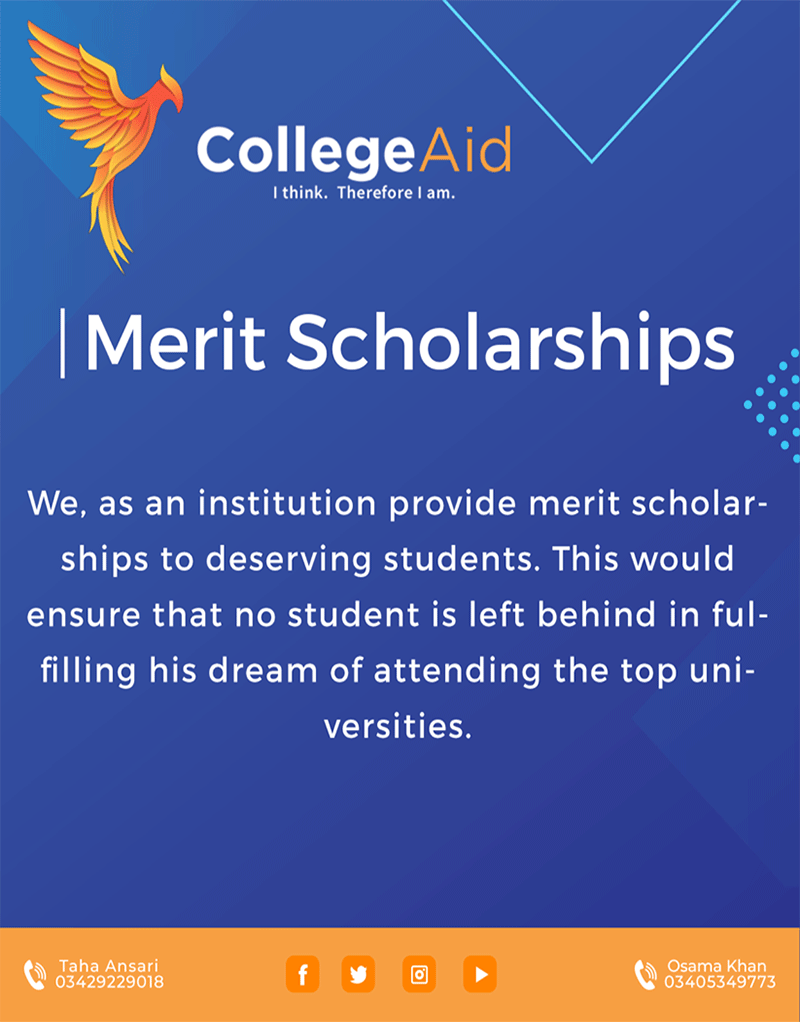 CollegeAid
I think. Therefore I am.
Merit Scholarships
We, as an institution provide merit scholar-
ships to deserving students. This would
ensure that no student is left behind in ful-
filling his dream of attending the top uni-
versities.
Taha Ansari
03429229018
Osama Khan
03405349773